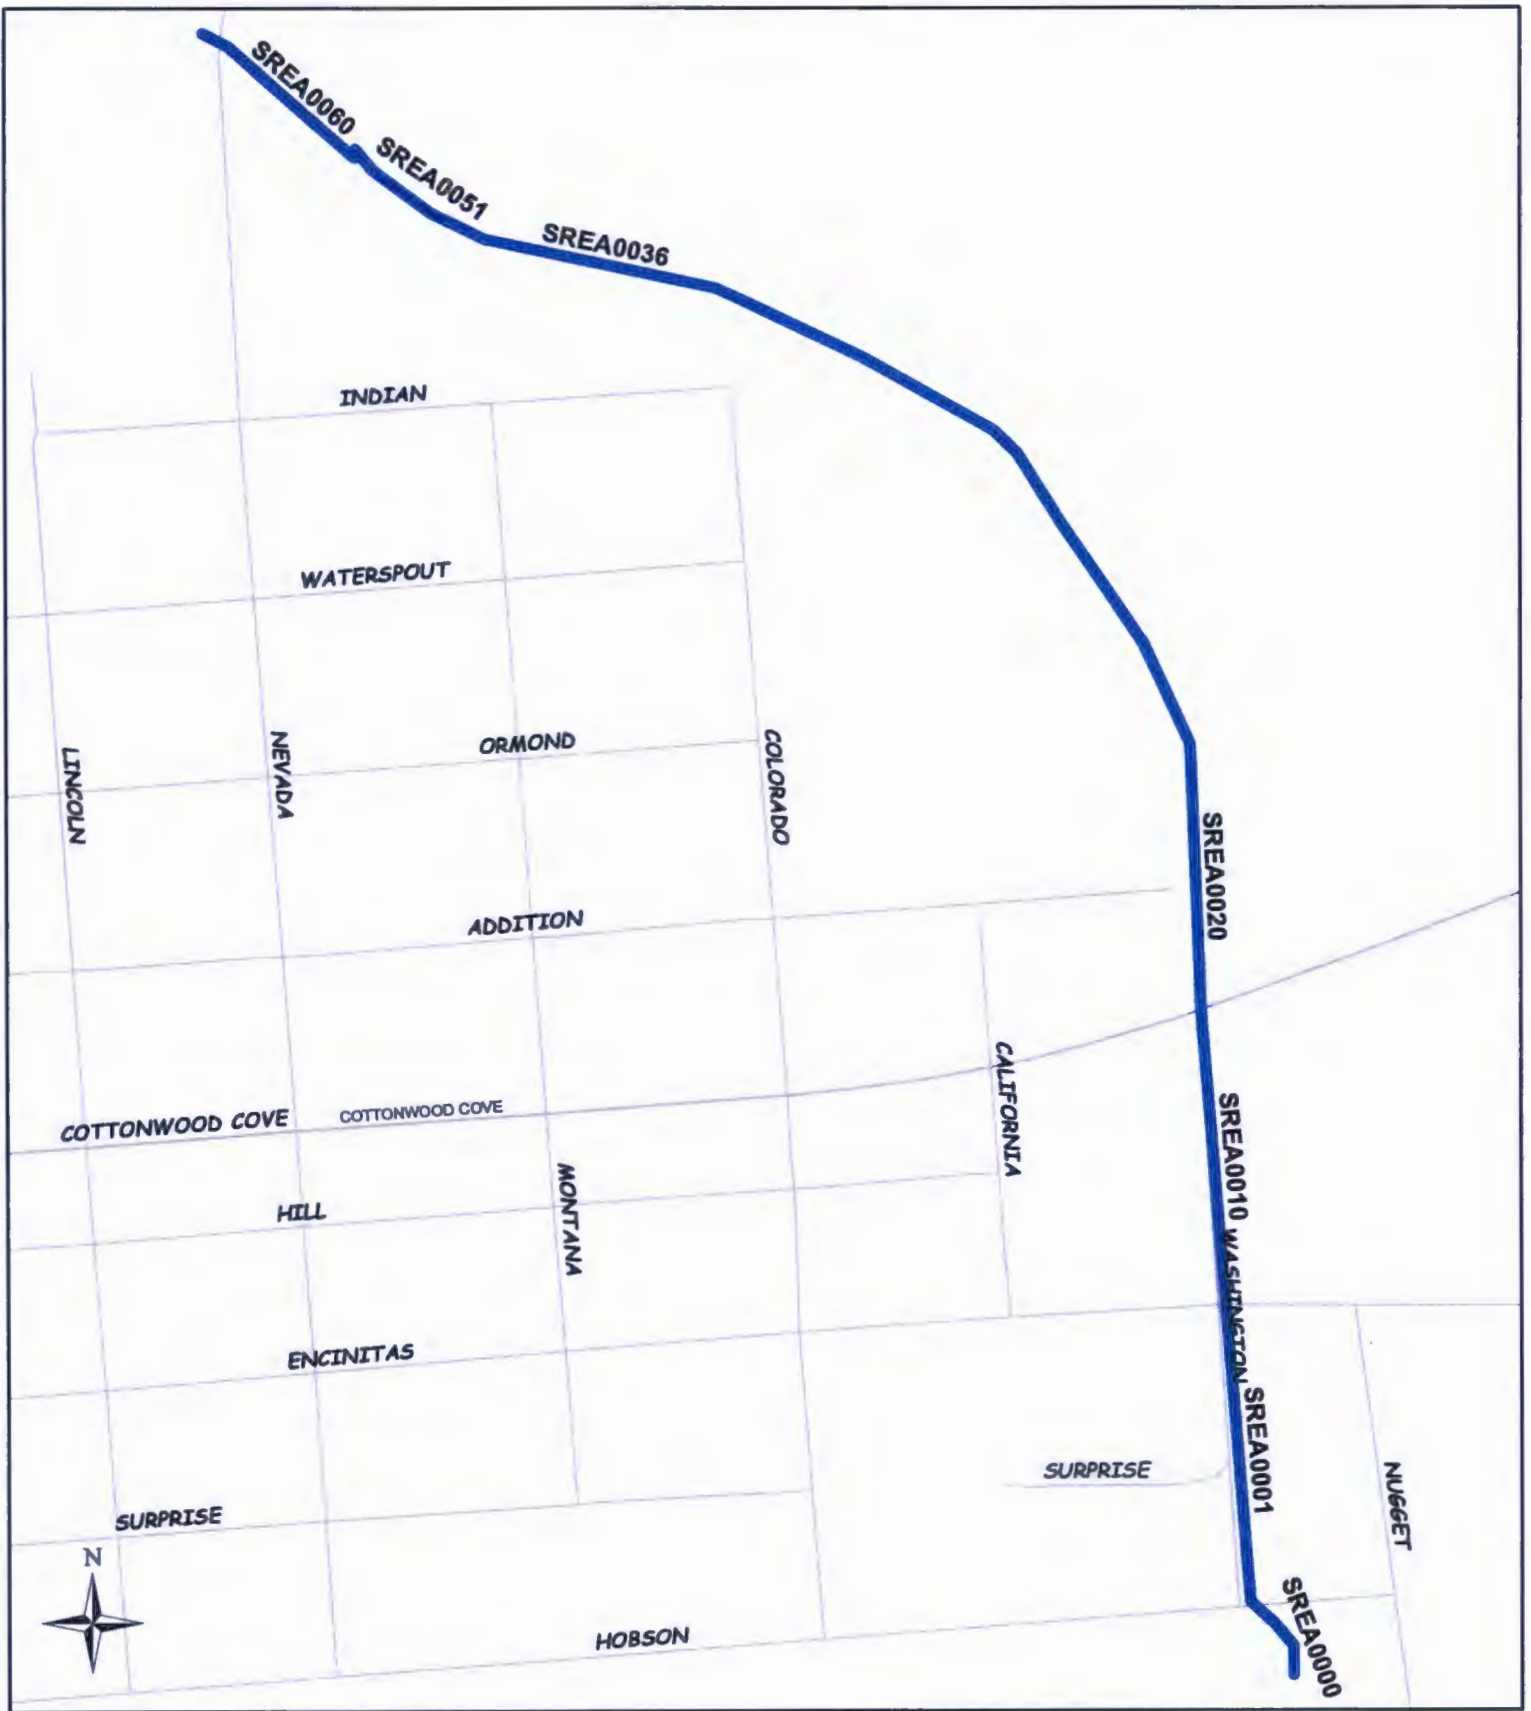 SREA0060
SREA0051
SREA0036
INDIAN
WATERSPOUT
LINCOLN
NEVADA
ORMOND
COLORADO
SREA0020
ADDITION
CALIFORNIA
COTTONWOOD COVE
COTTONWOOD COVE
SREA0010
MONTANA
HILL
WASHINGTON
ENCINITAS
SREA0001
SURPRISE
NUGGET
SURPRISE
N
SREA0000
HOBSON